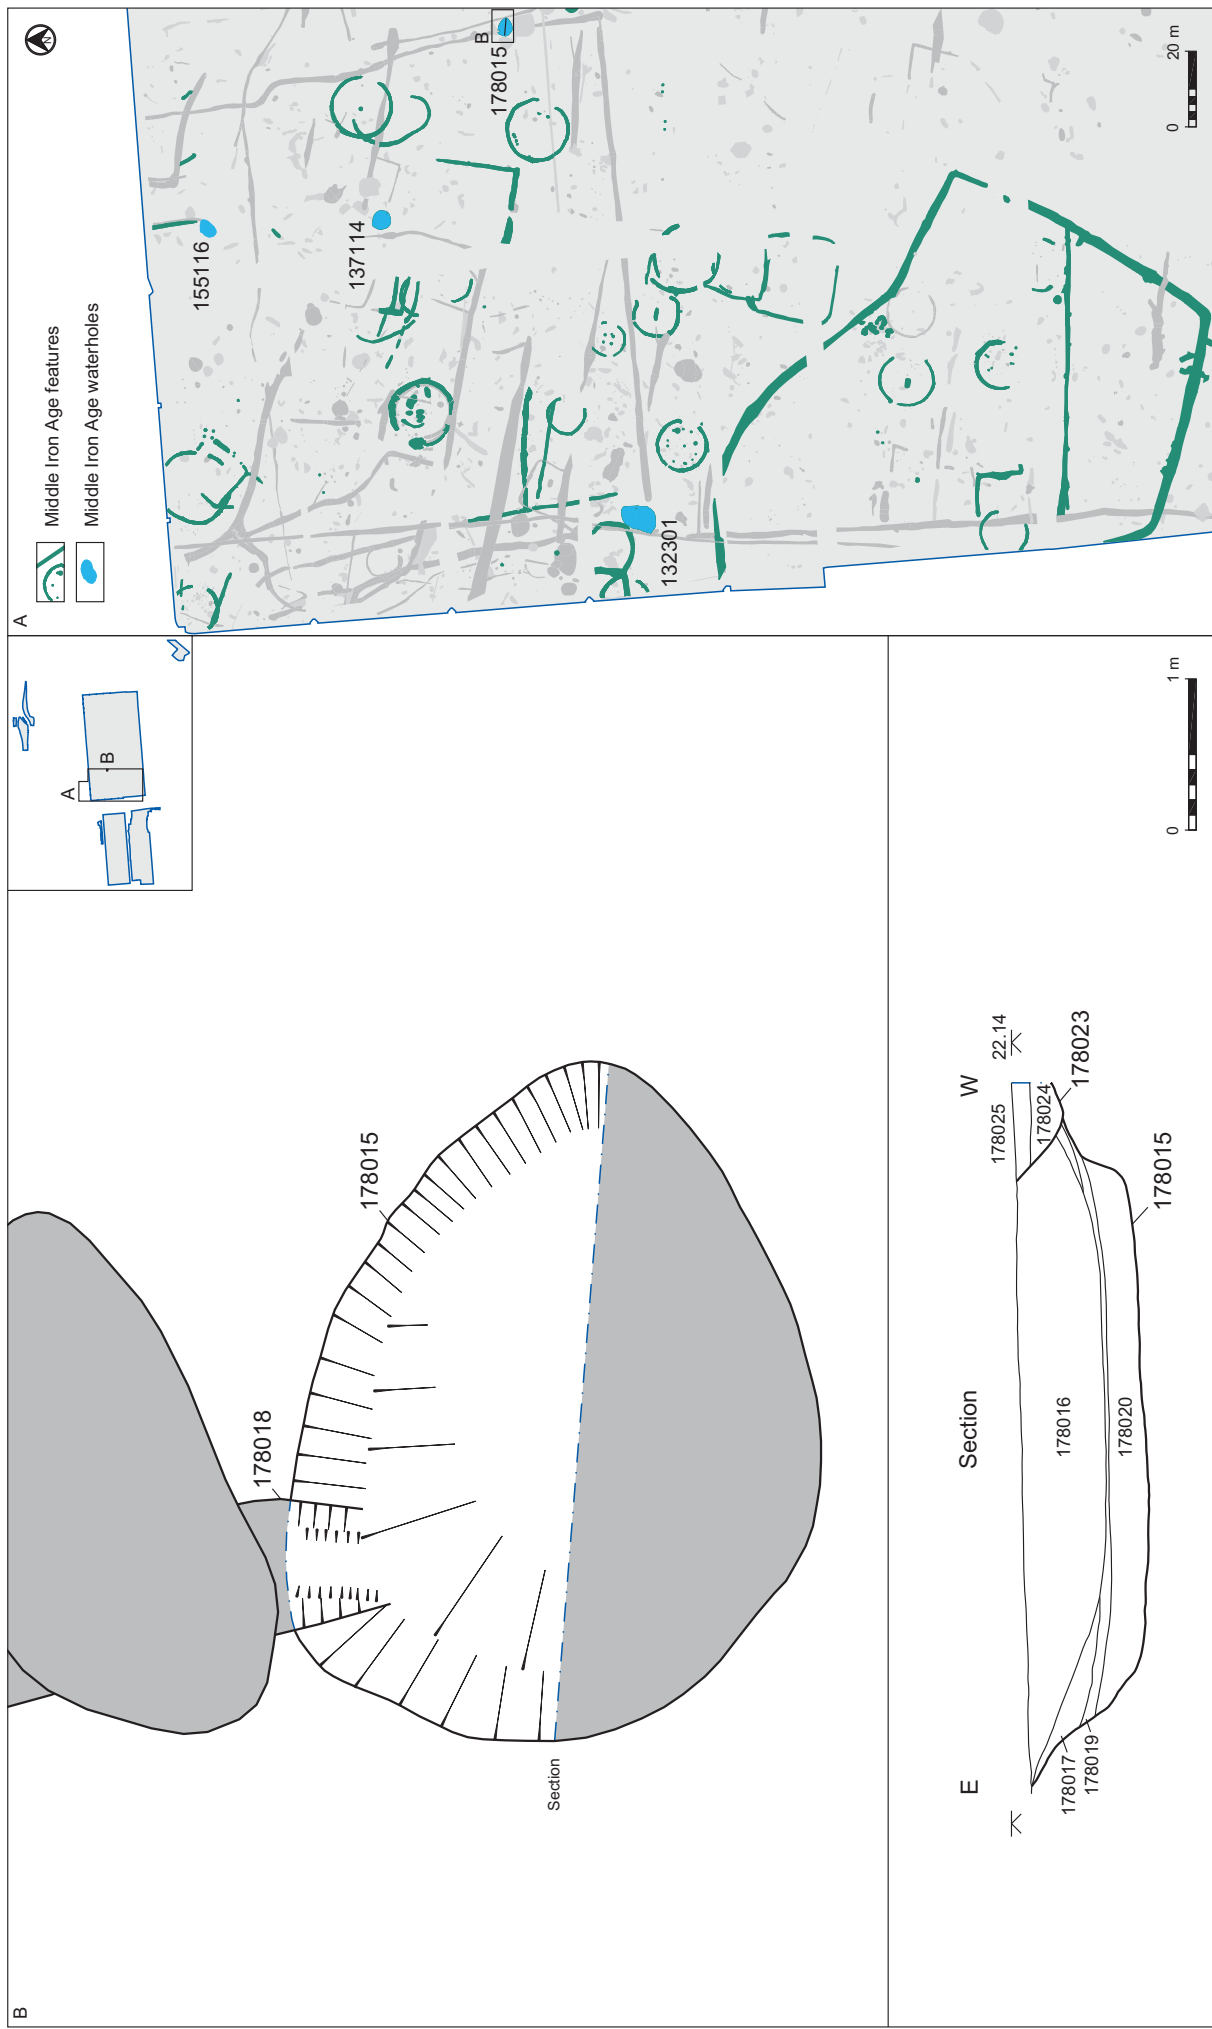 A
N
Middle Iron Age features
Middle Iron Age waterholes
155116
137114
178015
B
132301
0 20 m
A
B
B
178018
178015
Section
Section
E
W
22.14
178025
178024
178023
178016
178020
178017
178019
178015
0 1 m